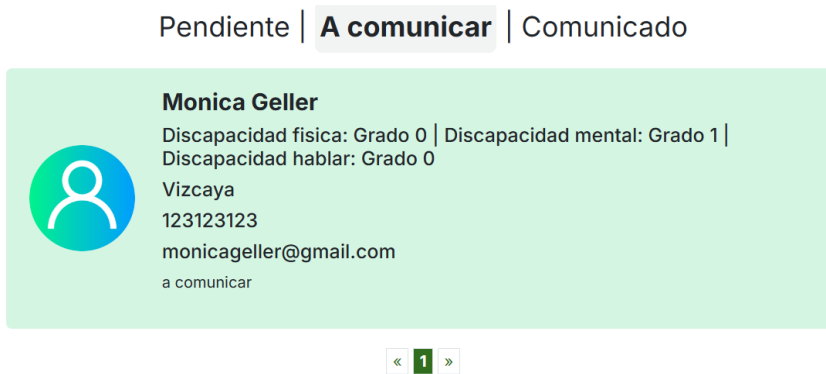 Pendiente | A comunicar | Comunicado
Monica Geller
Discapacidad fisica: Grado 0 | Discapacidad mental: Grado 1 |
Discapacidad hablar: Grado 0
Vizcaya
123123123
monicageller@gmail.com
a comunicar
« 1 »